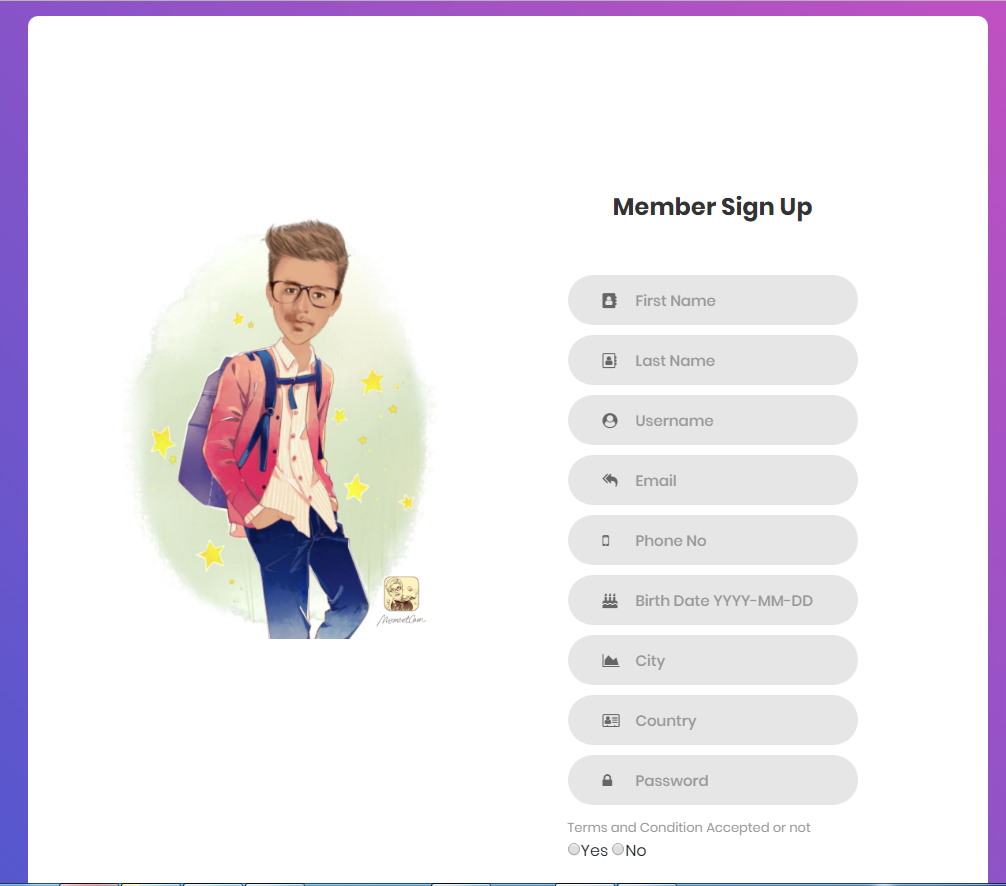 Member Sign Up
First Name
Last Name
Username
Email
Phone No
Birth Date YYYY-MM-DD
City
Country
Password
Terms and Condition Accepted or not
Yes No
MomentCam